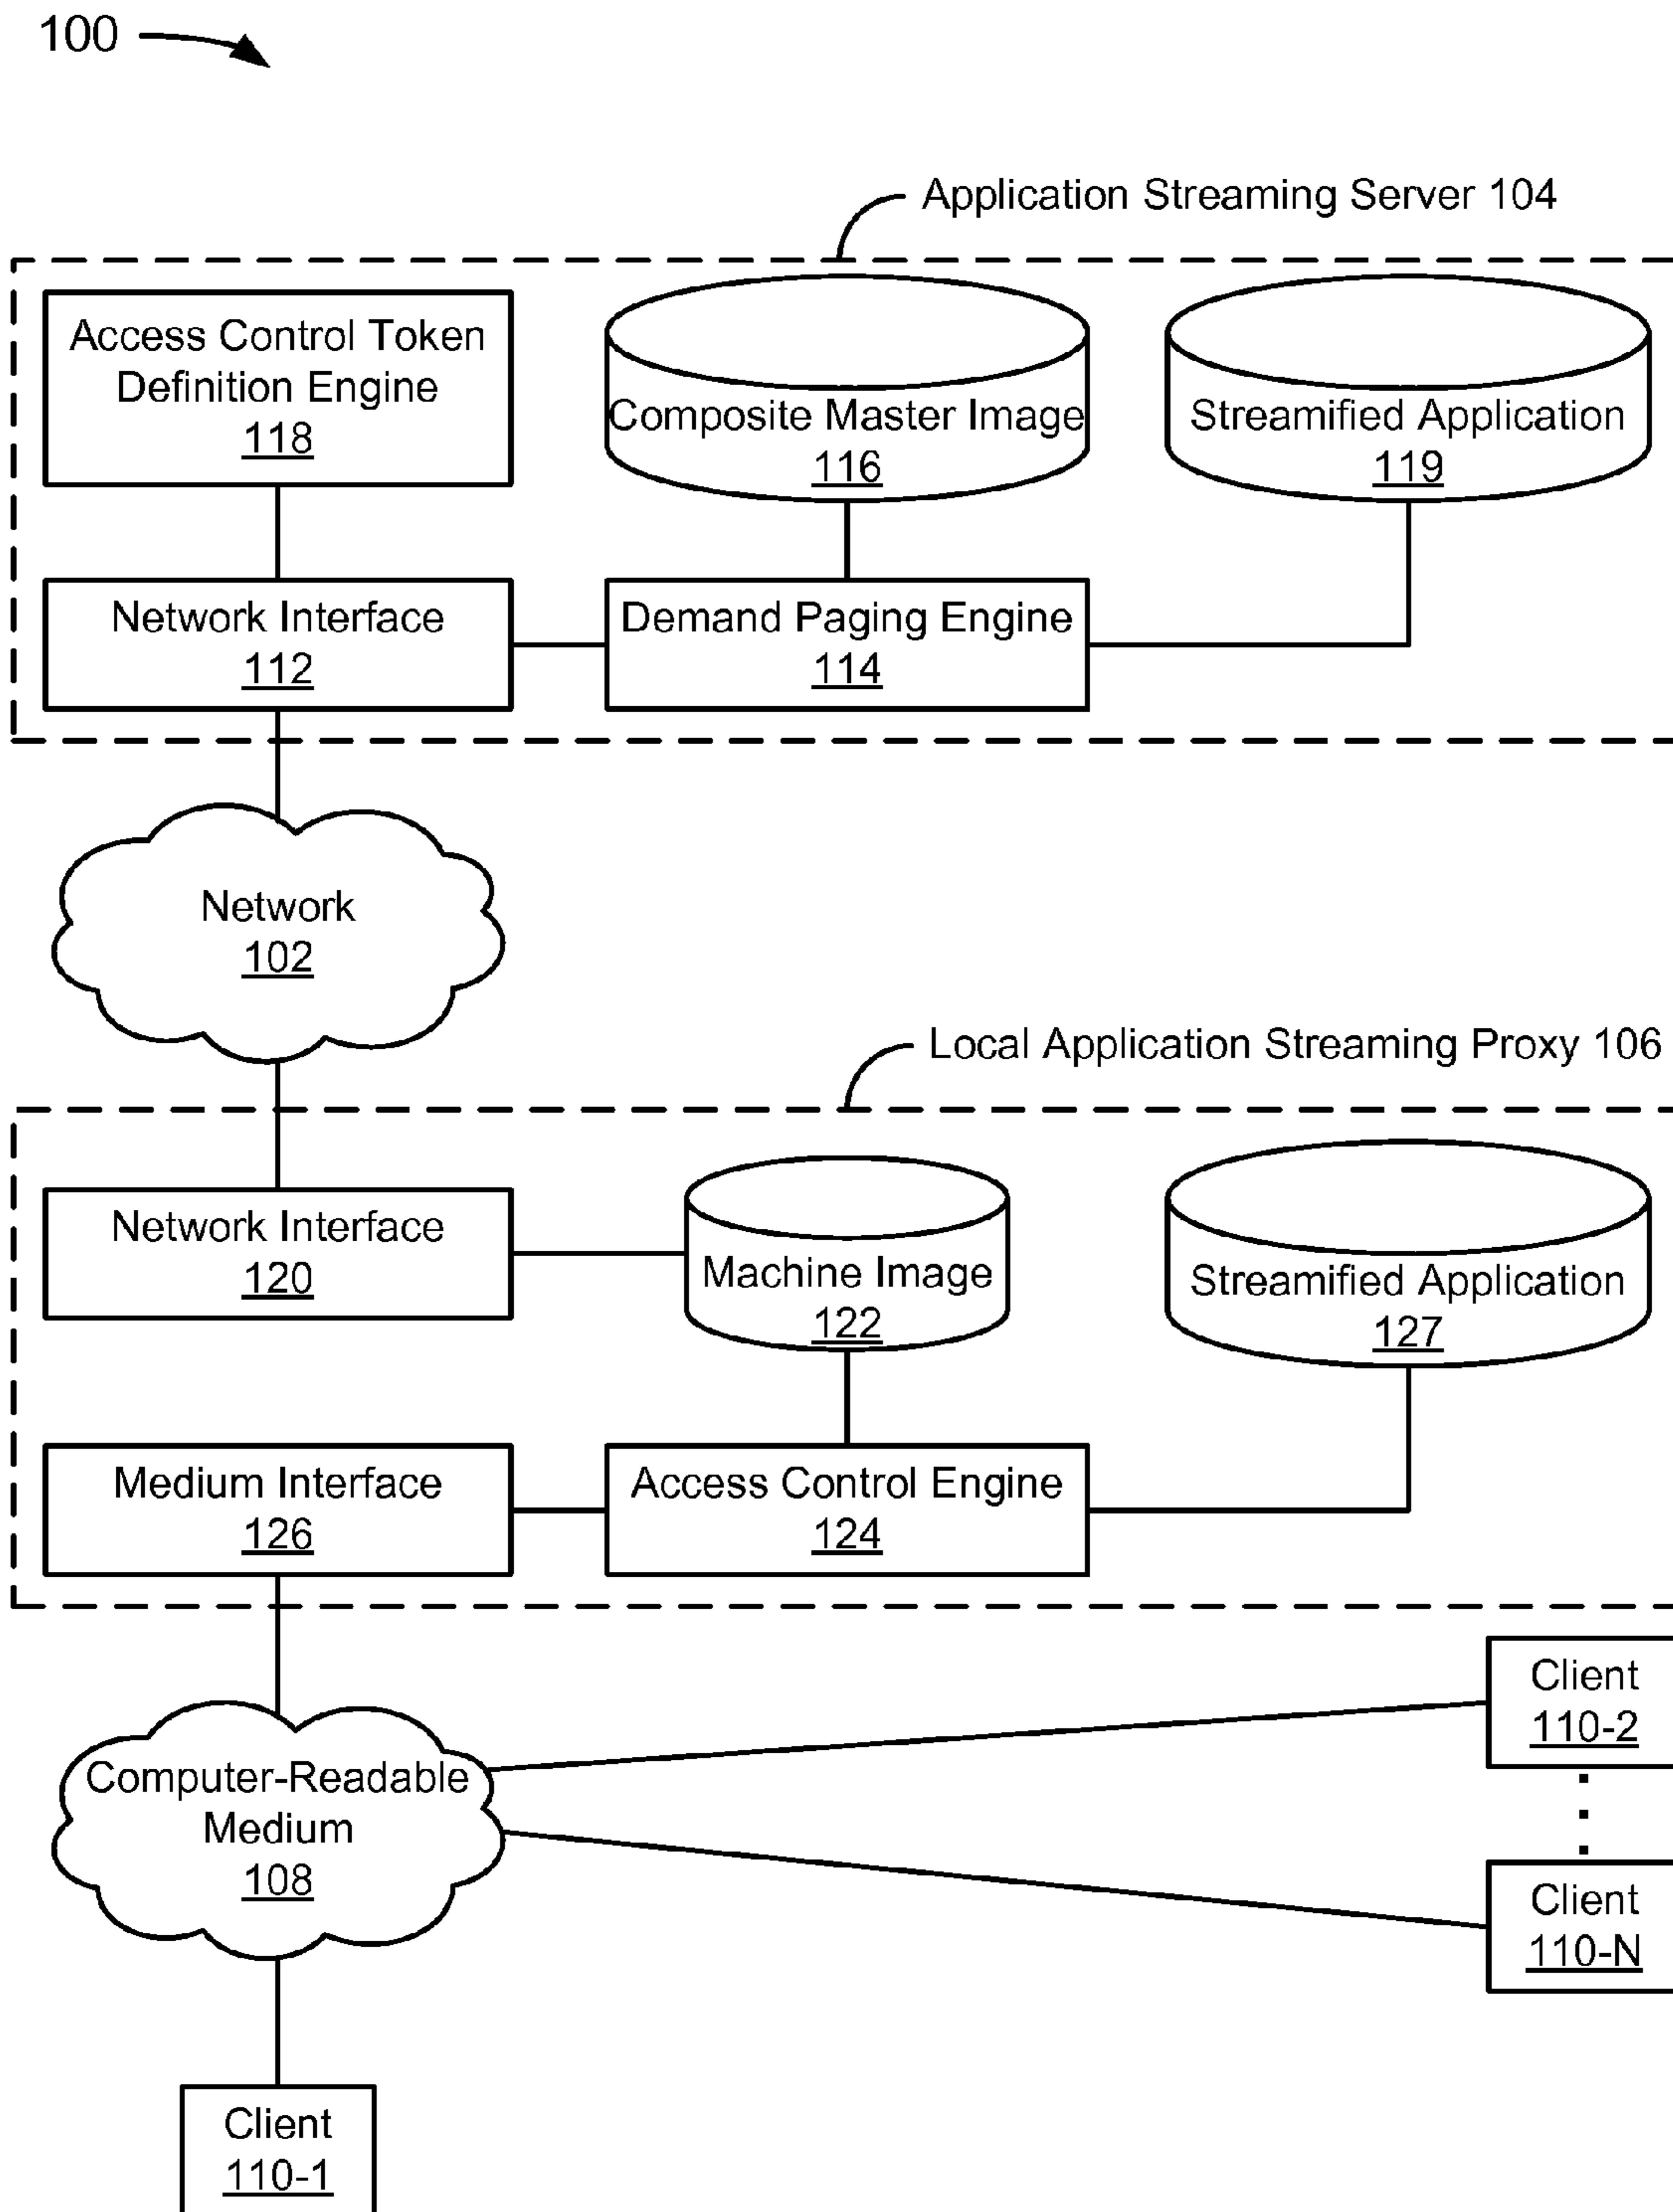 100
Application Streaming Server 104
Access Control Token
Definition Engine
118
Composite Master Image
116
Streamified Application
119
Network Interface
112
Demand Paging Engine
114
Network
102
Local Application Streaming Proxy 106
Network Interface
120
Machine Image
122
Streamified Application
127
Medium Interface
126
Access Control Engine
124
Client
110-2
Computer-Readable
Medium
108
Client
110-N
Client
110-1